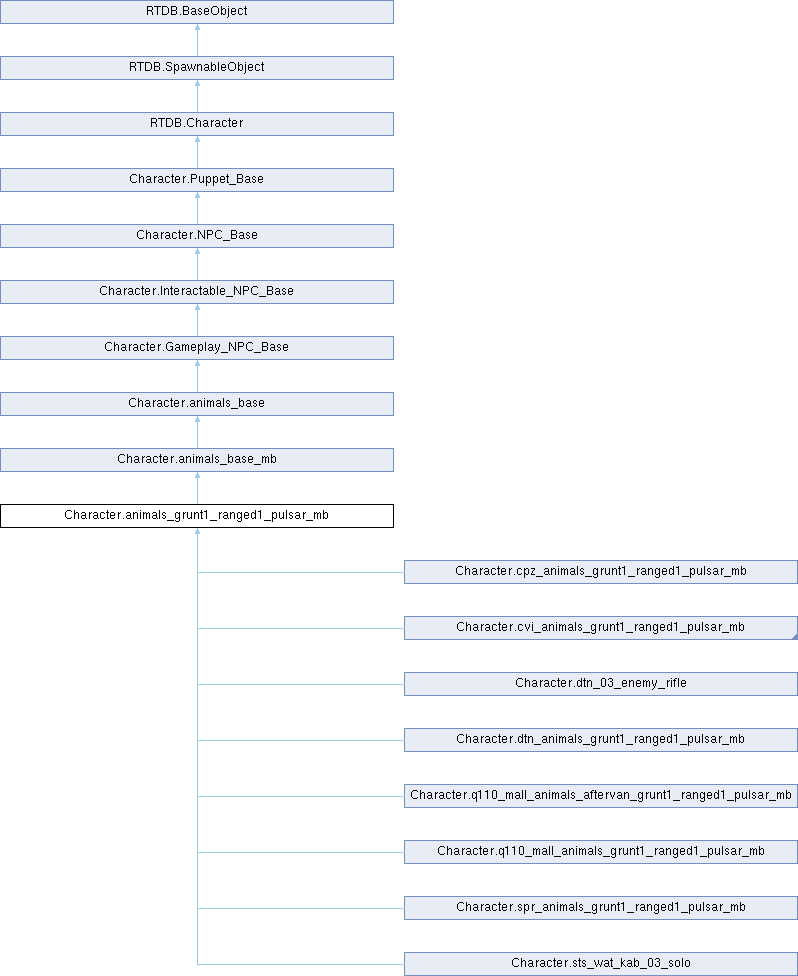 RTDB.BaseObject
RTDB.SpawnableObject
RTDB.Character
Character.Puppet_Base
Character.NPC_Base
Character.Interactable_NPC_Base
Character.Gameplay_NPC_Base
Character.animals_base
Character.animals_base_mb
Character.animals_grunt1_ranged1_pulsar_mb
Character.cpz_animals_grunt1_ranged1_pulsar_mb
Character.cvi_animals_grunt1_ranged1_pulsar_mb
Character.dtn_03_enemy_rifle
Character.dtn_animals_grunt1_ranged1_pulsar_mb
Character.q110_mall_animals_aftervan_grunt1_ranged1_pulsar_mb
Character.q110_mall_animals_grunt1_ranged1_pulsar_mb
Character.spr_animals_grunt1_ranged1_pulsar_mb
Character.sts_wat_kab_03_solo